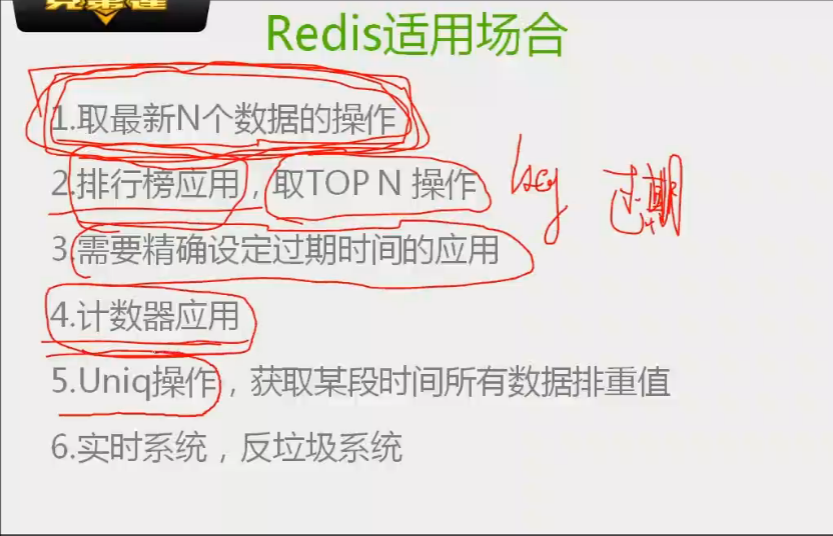 Redis适用场合
1.取最新N个数据的操作
2.排行榜应用，取TOP N 操作
key 过期
3.需要精确设定过期时间的应用
4.计数器应用
5.Uniq操作，获取某段时间所有数据排重值
6.实时系统，反垃圾系统